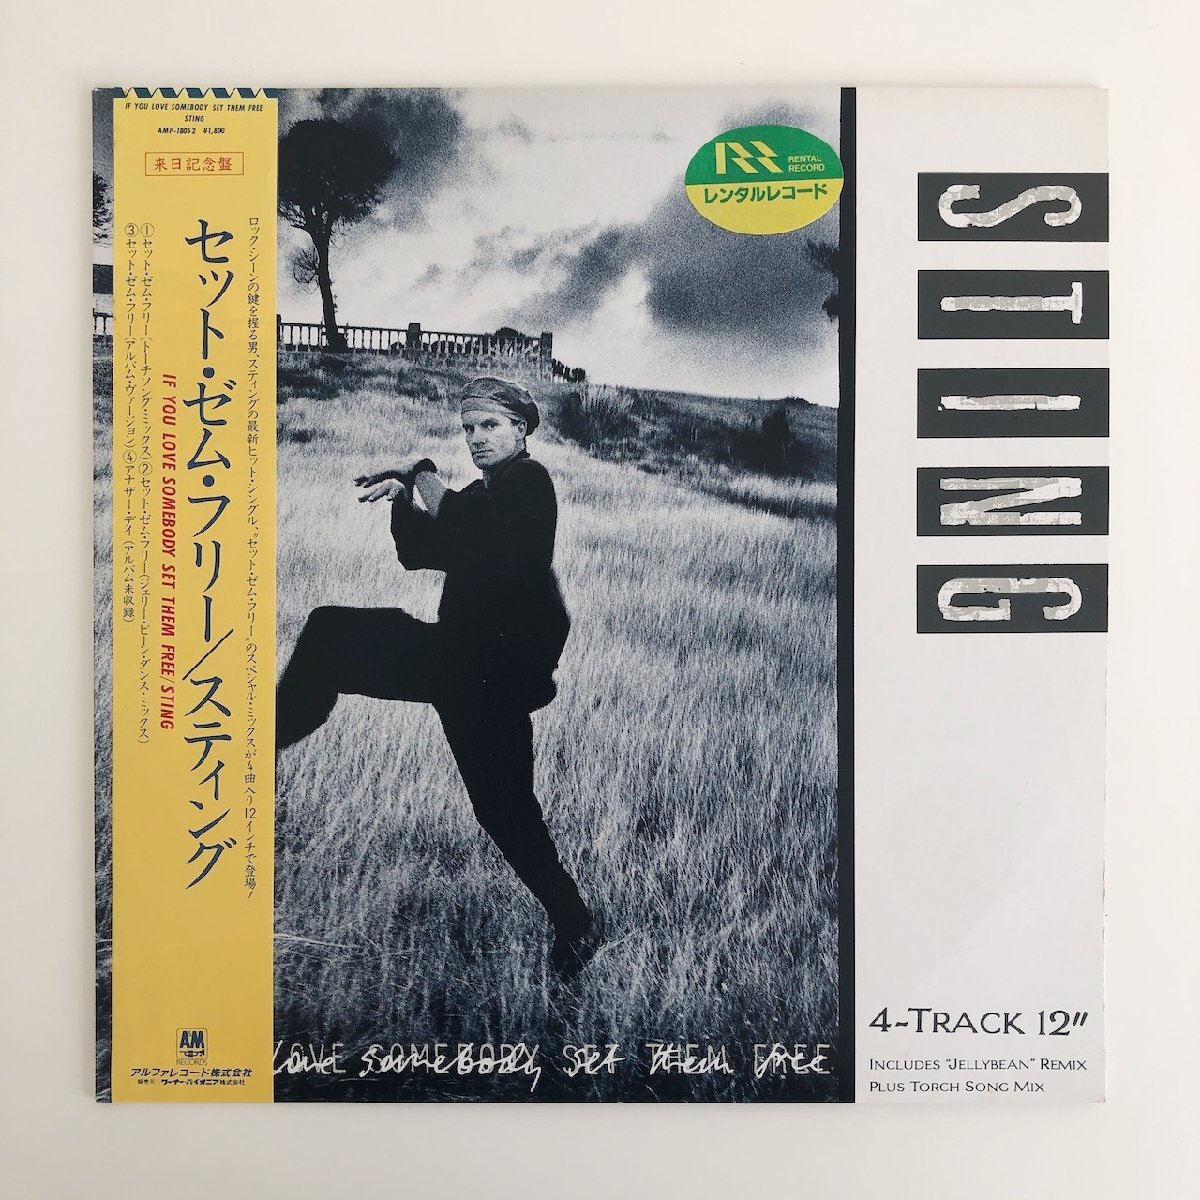 IF YOU LOVE SOMEBODY SET THEM FREE
STING
AMP-18052 ¥1,800
来日記念盤
ロック・シーンの鍵を握る男、スティングの最新ヒット・シングル、"セット・ゼム・フリー"のスペシャル・ミックスが4曲入り12インチで登場!
セット・ゼム・フリー/スティング
IF YOU LOVE SOMEBODY SET THEM FREE/STING
①セット・ゼム・フリー(トーチソング・ミックス)②セット・ゼム・フリー(ジェリー・ビーン・ダンス・ミックス)
③セット・ゼム・フリー(アルバム・ヴァージョン)④アナザー・デイ(アルバム未収録)
A&M
RECORDS
アルファレコード株式会社
販売元 ワーナー・パイオニア株式会社
RENTAL
RECORD
レンタルレコード
STING
LOVE SOMEBODY SET THEM FREE
love somebody set them free
4-TRACK 12"
INCLUDES "JELLYBEAN" REMIX
PLUS TORCH SONG MIX